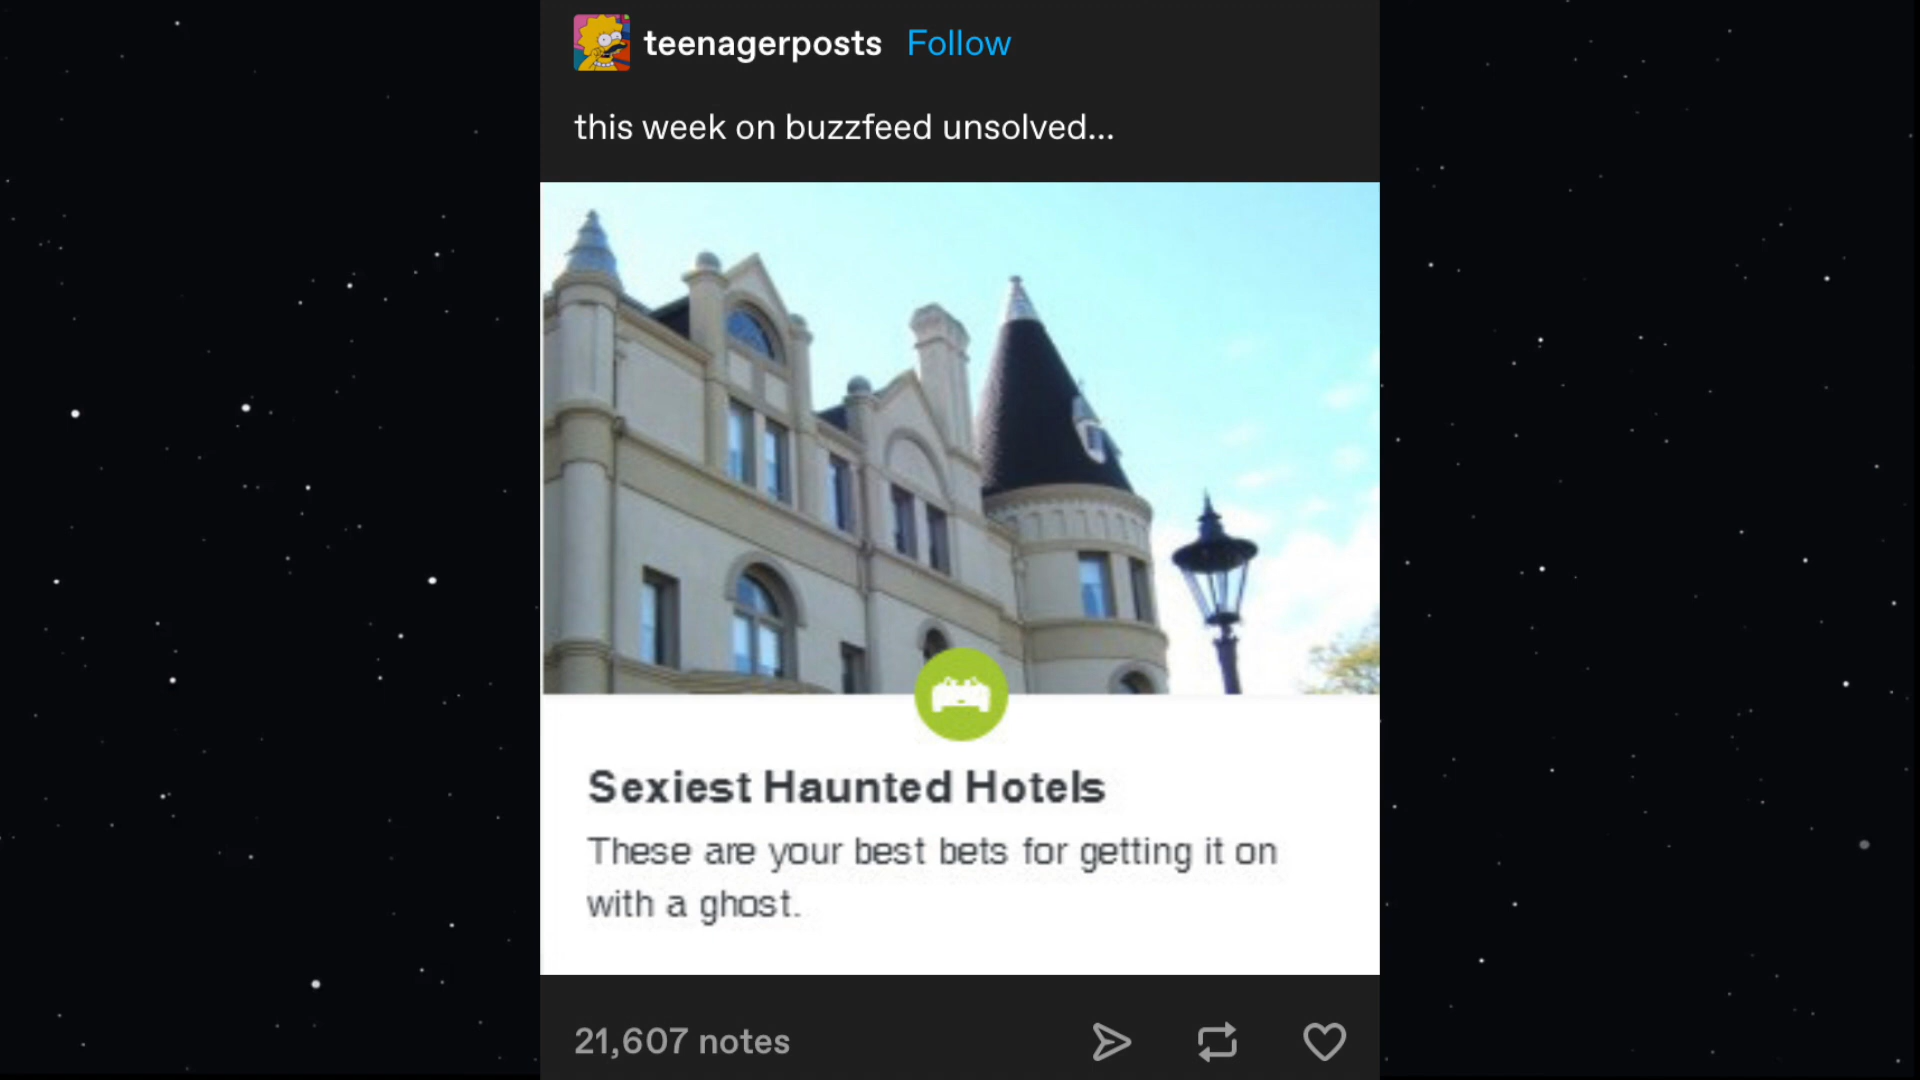 teenagerposts Follow
this week on buzzfeed unsolved...
Sexiest Haunted Hotels
These are your best bets for getting it on
with a ghost.
21,607 notes